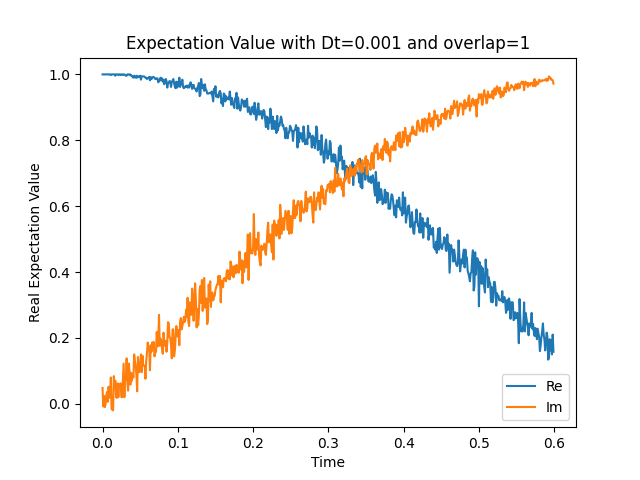 Expectation Value with Dt=0.001 and overlap=1
Real Expectation Value
1.0
0.8
0.6
0.4
0.2
0.0
0.0 0.1 0.2 0.3 0.4 0.5 0.6
Time
Re
Im